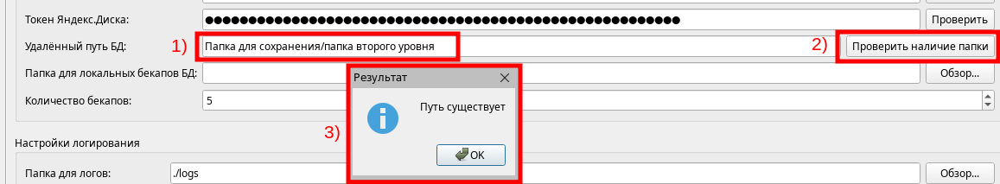 Токен Яндекс.Диска: ●●●●●●●●●●●●●●●●●●●●●●●●●●●●●●●●●●●●●●●●●●●●●●●●●●●●●●●●●● Проверить
Удалённый путь БД: 1) Папка для сохранения/папка второго уровня 2) Проверить наличие папки
Папка для локальных бекапов БД: Обзор...
Результат
Количество бекапов: 5
Путь существует
3)
OK
Настройки логирования
Папка для логов: ./logs Обзор...